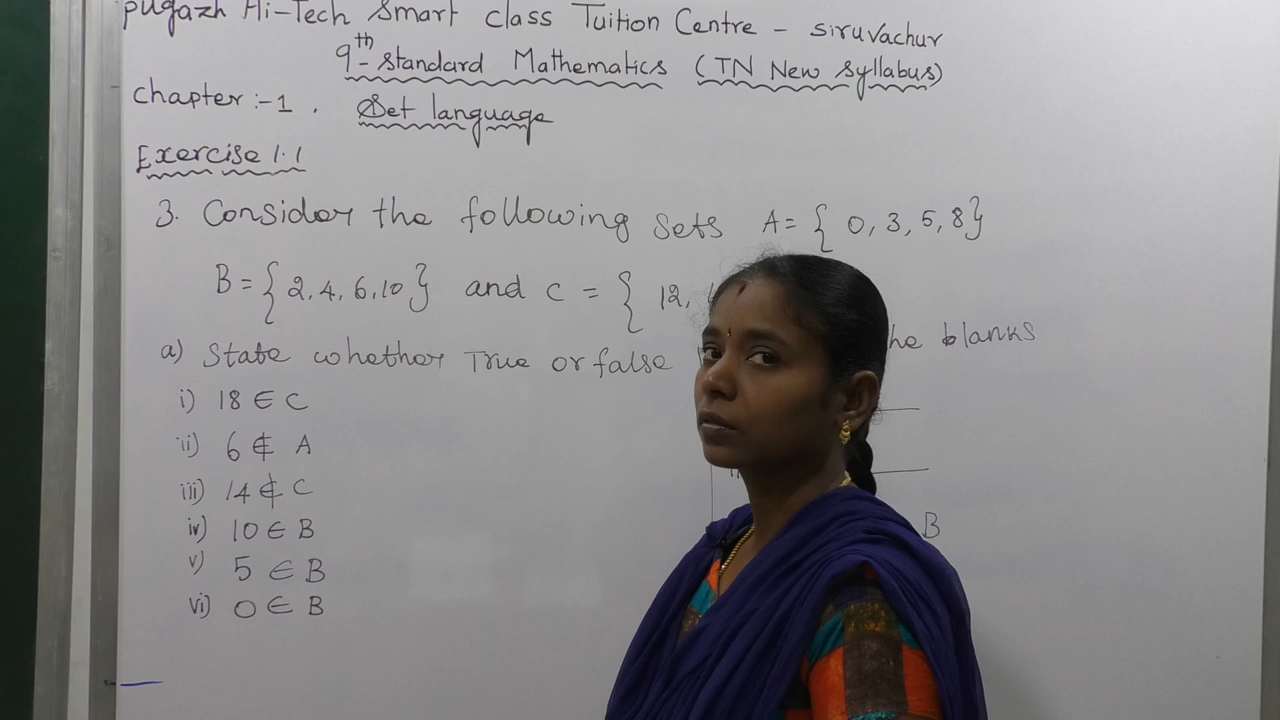 pugazh Hi-Tech Smart class Tuition Centre - Siruvachur
9th Standard Mathematics (TN New Syllabus)
Chapter :- 1. Set language
Exercise 1.1
3. Consider the following sets A = { 0, 3, 5, 8}
B = { 2, 4, 6, 10 } and C = { 12,
a) State whether True or false he blanks
i) 18 ∈ C
ii) 6 ∉ A
iii) 14 ∉ C
iv) 10 ∈ B B
v) 5 ∈ B
vi) 0 ∈ B